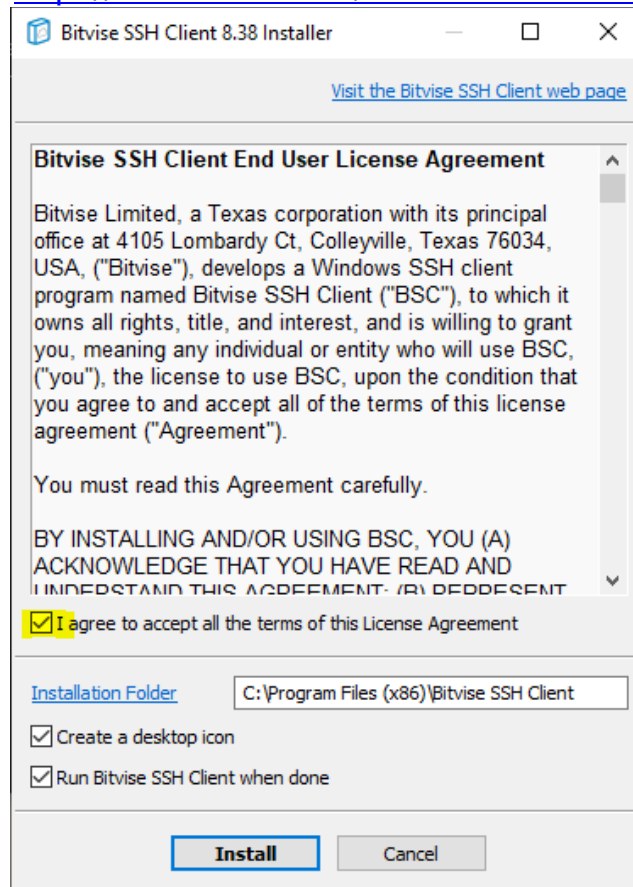 Bitvise SSH Client 8.38 Installer
Visit the Bitvise SSH Client web page
Bitvise SSH Client End User License Agreement
Bitvise Limited, a Texas corporation with its principal
office at 4105 Lombardy Ct, Colleyville, Texas 76034,
USA, ("Bitvise"), develops a Windows SSH client
program named Bitvise SSH Client ("BSC"), to which it
owns all rights, title, and interest, and is willing to grant
you, meaning any individual or entity who will use BSC,
("you"), the license to use BSC, upon the condition that
you agree to and accept all of the terms of this license
agreement ("Agreement").
You must read this Agreement carefully.
BY INSTALLING AND/OR USING BSC, YOU (A)
ACKNOWLEDGE THAT YOU HAVE READ AND
UNDERSTAND THIS AGREEMENT; (B) REPRESENT
I agree to accept all the terms of this License Agreement
Installation Folder C:\Program Files (x86)\Bitvise SSH Client
Create a desktop icon
Run Bitvise SSH Client when done
Install Cancel